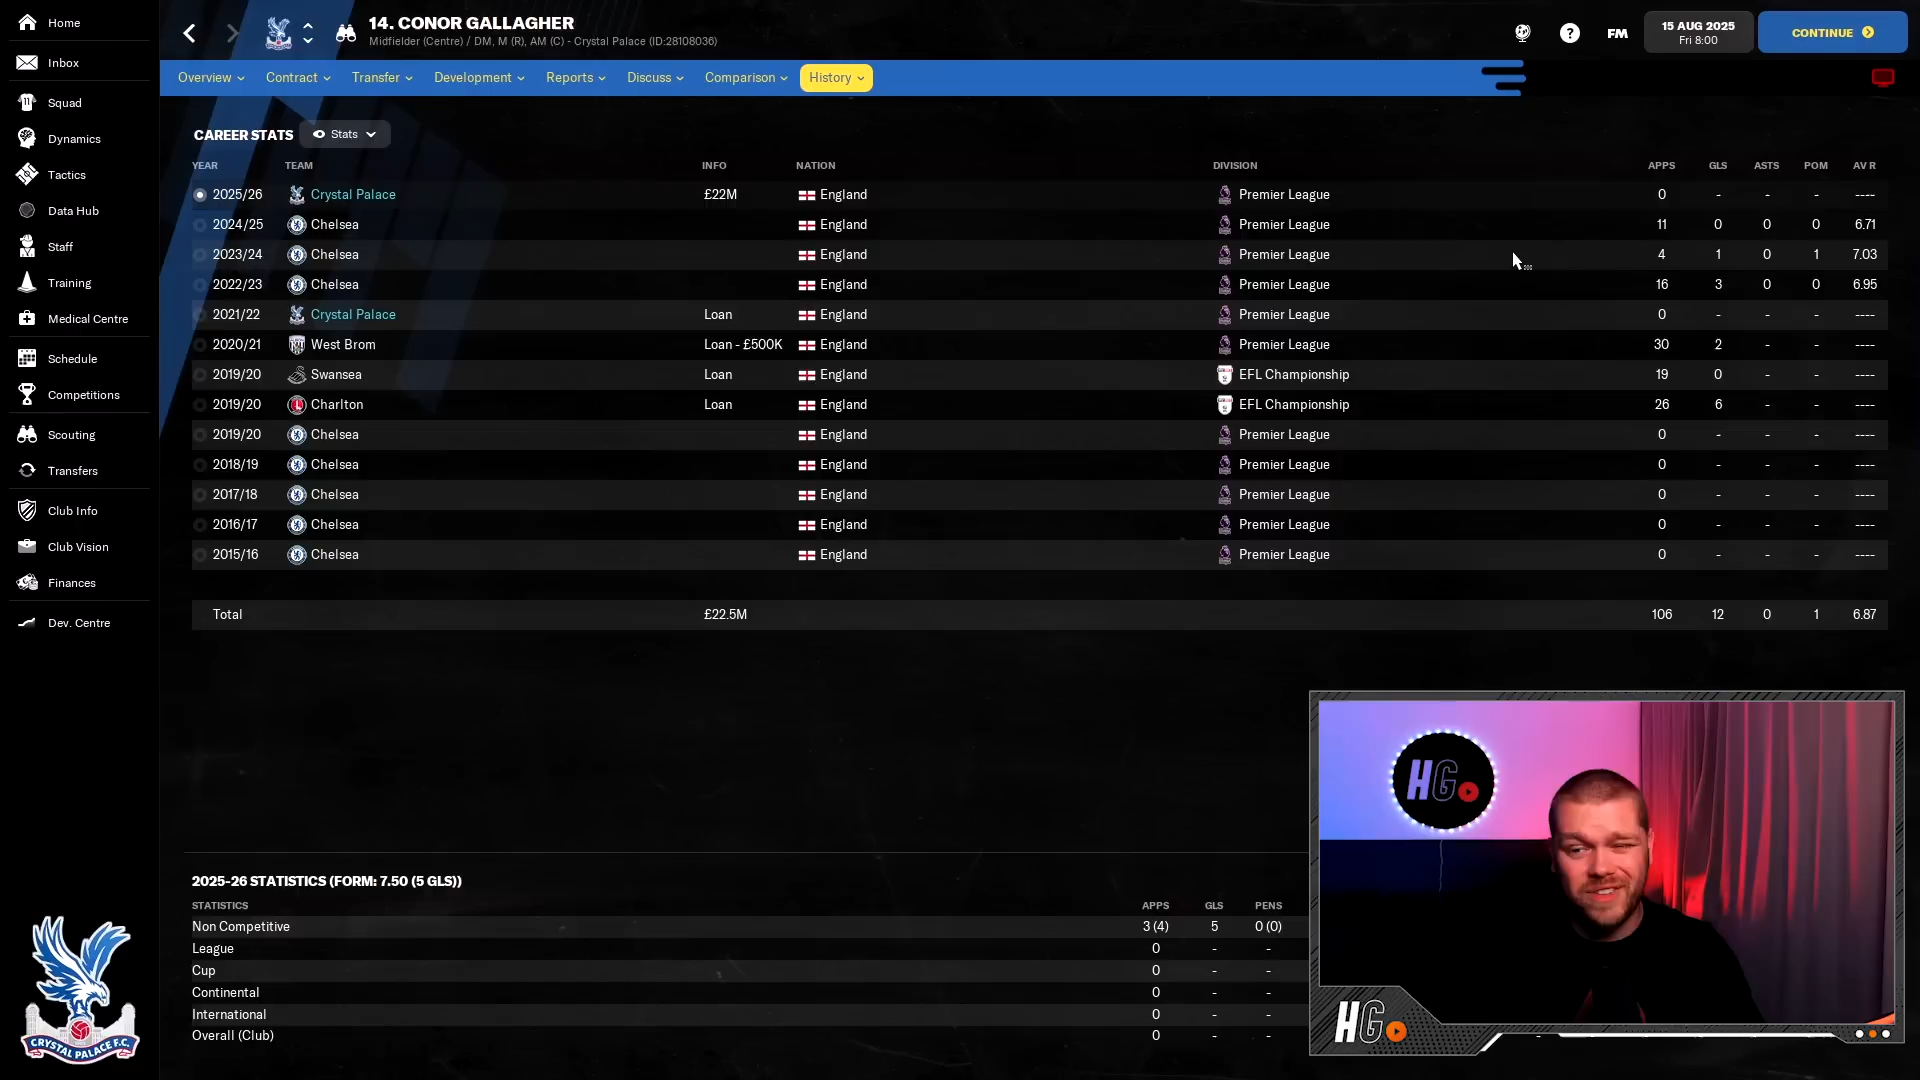 Home
Inbox
Squad
Dynamics
Tactics
Data Hub
Staff
Training
Medical Centre
Schedule
Competitions
Scouting
Transfers
Club Info
Club Vision
Finances
Dev. Centre
CRYSTAL PALACE F.C.
14. CONOR GALLAGHER
Midfielder (Centre) / DM, M (R), AM (C) - Crystal Palace (ID:28108036)
FM
15 AUG 2025
Fri 8:00
CONTINUE
Overview Contract Transfer Development Reports Discuss Comparison History
CAREER STATS Stats
YEAR TEAM INFO NATION DIVISION APPS GLS ASTS POM AV R
2025/26 Crystal Palace £22M England Premier League 0 - - - ----
2024/25 Chelsea England Premier League 11 0 0 0 6.71
2023/24 Chelsea England Premier League 4 1 0 1 7.03
2022/23 Chelsea England Premier League 16 3 0 0 6.95
2021/22 Crystal Palace Loan England Premier League 0 - - - ----
2020/21 West Brom Loan - £500K England Premier League 30 2 - - ----
2019/20 Swansea Loan England EFL Championship 19 0 - - ----
2019/20 Charlton Loan England EFL Championship 26 6 - - ----
2019/20 Chelsea England Premier League 0 - - - ----
2018/19 Chelsea England Premier League 0 - - - ----
2017/18 Chelsea England Premier League 0 - - - ----
2016/17 Chelsea England Premier League 0 - - - ----
2015/16 Chelsea England Premier League 0 - - - ----
Total £22.5M 106 12 0 1 6.87
2025-26 STATISTICS (FORM: 7.50 (5 GLS))
STATISTICS APPS GLS PENS
Non Competitive 3 (4) 5 0 (0)
League 0 - -
Cup 0 - -
Continental 0 - -
International 0 - -
Overall (Club) 0 - -
HG
HG